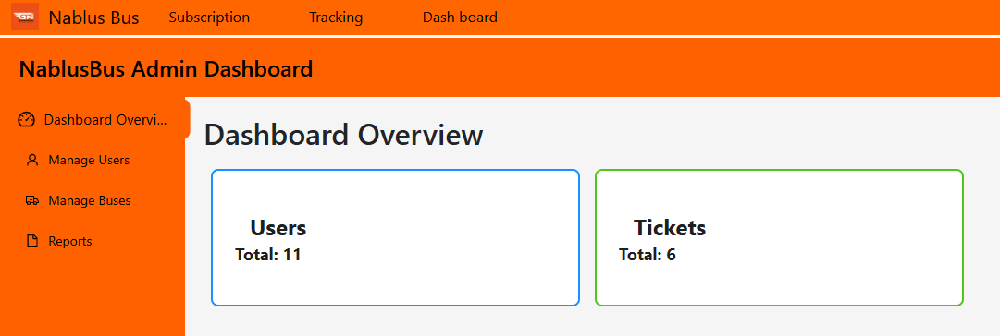 GN
Nablus Bus Subscription Tracking Dash board
NablusBus Admin Dashboard
Dashboard Overvi...
Manage Users
Manage Buses
Reports
Dashboard Overview
Users
Total: 11
Tickets
Total: 6